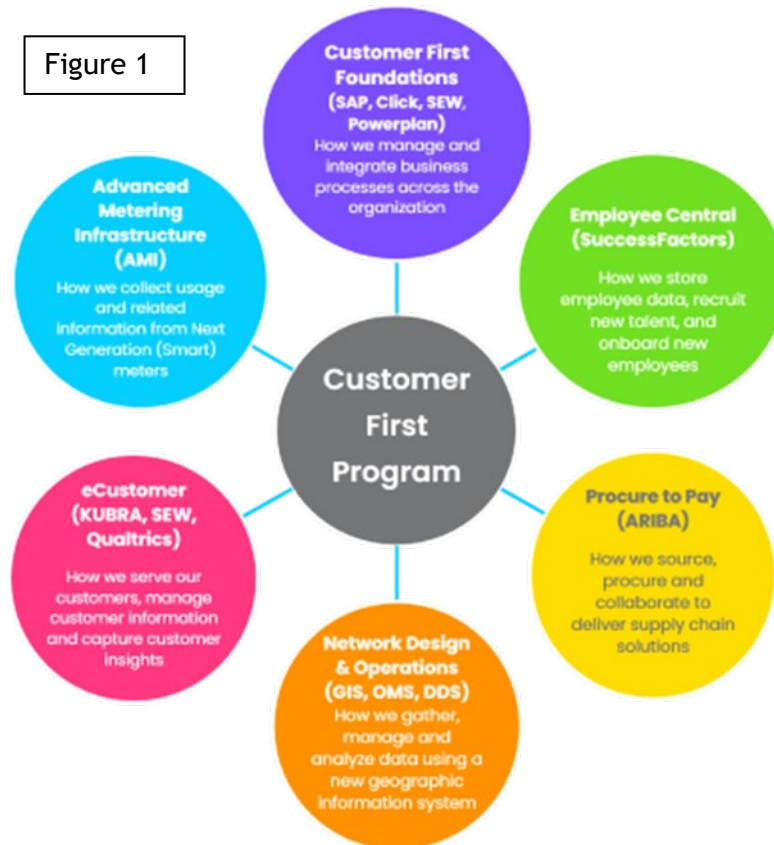 Figure 1
Customer First
Foundations
(SAP, Click, SEW,
Powerplan)
How we manage and
integrate business
processes across the
organization
Advanced
Metering
Infrastructure
(AMI)
How we collect usage
and related
information from Next
Generation (Smart)
meters
Employee Central
(SuccessFactors)
How we store
employee data, recruit
new talent, and
onboard new
employees
Customer
First
Program
eCustomer
(KUBRA, SEW,
Qualtrics)
How we serve our
customers, manage
customer information
and capture customer
insights
Procure to Pay
(ARIBA)
How we source,
procure and
collaborate to
deliver supply chain
solutions
Network Design
& Operations
(GIS, OMS, DDS)
How we gather,
manage and
analyze data using a
new geographic
information system